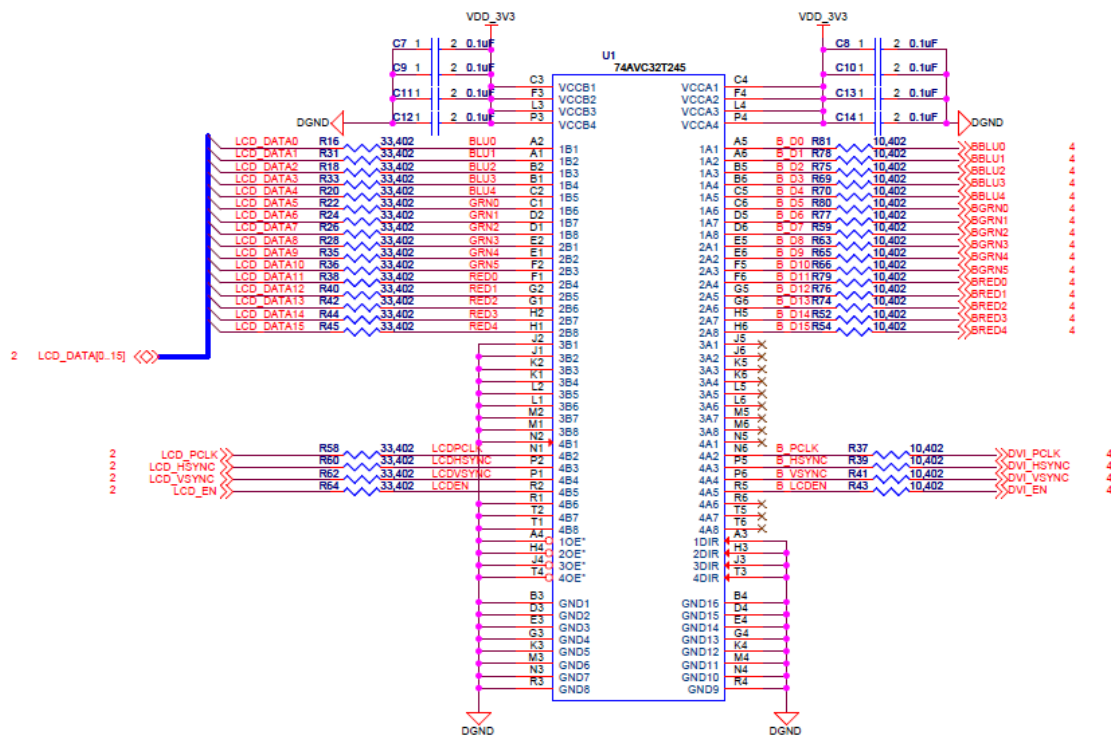 VDD_3V3 VDD_3V3
C7 1 2 0.1uF U1 C8 1 2 0.1uF
74AVC32T245
C9 1 2 0.1uF C10 1 2 0.1uF
C3 VCCB1 VCCA1 C4
C11 1 2 0.1uF F3 VCCB2 VCCA2 F4 C13 1 2 0.1uF
L3 VCCB3 VCCA3 L4
DGND C12 1 2 0.1uF P3 VCCB4 VCCA4 P4 C14 1 2 0.1uF DGND
LCD_DATA0 R16 33,402 BLU0 A2 1B1 1A1 A5 B_D0 R81 10,402 BBLU0 4
LCD_DATA1 R31 33,402 BLU1 A1 1B2 1A2 A6 B_D1 R78 10,402 BBLU1 4
LCD_DATA2 R18 33,402 BLU2 B2 1B3 1A3 B5 B_D2 R75 10,402 BBLU2 4
LCD_DATA3 R33 33,402 BLU3 B1 1B4 1A4 B6 B_D3 R69 10,402 BBLU3 4
LCD_DATA4 R20 33,402 BLU4 C2 1B5 1A5 C5 B_D4 R70 10,402 BBLU4 4
LCD_DATA5 R22 33,402 GRN0 C1 1B6 1A6 C6 B_D5 R80 10,402 BGRN0 4
LCD_DATA6 R24 33,402 GRN1 D2 1B7 1A7 D5 B_D6 R77 10,402 BGRN1 4
LCD_DATA7 R26 33,402 GRN2 D1 1B8 1A8 D6 B_D7 R59 10,402 BGRN2 4
LCD_DATA8 R28 33,402 GRN3 E2 2B1 2A1 E5 B_D8 R63 10,402 BGRN3 4
LCD_DATA9 R35 33,402 GRN4 E1 2B2 2A2 E6 B_D9 R65 10,402 BGRN4 4
LCD_DATA10 R36 33,402 GRN5 F2 2B3 2A3 F5 B_D10 R66 10,402 BGRN5 4
LCD_DATA11 R38 33,402 RED0 F1 2B4 2A4 F6 B_D11 R79 10,402 BRED0 4
LCD_DATA12 R40 33,402 RED1 G2 2B5 2A5 G5 B_D12 R76 10,402 BRED1 4
LCD_DATA13 R42 33,402 RED2 G1 2B6 2A6 G6 B_D13 R74 10,402 BRED2 4
LCD_DATA14 R44 33,402 RED3 H2 2B7 2A7 H5 B_D14 R52 10,402 BRED3 4
LCD_DATA15 R45 33,402 RED4 H1 2B8 2A8 H6 B_D15 R54 10,402 BRED4 4
J2 3B1 3A1 J5
2 LCD_DATA[0..15] J1 3B2 3A2 J6
K2 3B3 3A3 K5
K1 3B4 3A4 K6
L2 3B5 3A5 L5
L1 3B6 3A6 L6
M2 3B7 3A7 M5
M1 3B8 3A8 M6
N2 4B1 4A1 N5
2 LCD_PCLK R58 33,402 LCDPCLK N1 4B2 4A2 N6 B_PCLK R37 10,402 DVI_PCLK 4
2 LCD_HSYNC R60 33,402 LCDHSYNC P2 4B3 4A3 P5 B_HSYNC R39 10,402 DVI_HSYNC 4
2 LCD_VSYNC R62 33,402 LCDVSYNC P1 4B4 4A4 P6 B_VSYNC R41 10,402 DVI_VSYNC 4
2 LCD_EN R64 33,402 LCDEN R2 4B5 4A5 R5 B_LCDEN R43 10,402 DVI_EN 4
R1 4B6 4A6 R6
T2 4B7 4A7 T5
T1 4B8 4A8 T6
A4 1OE* 1DIR A3
H4 2OE* 2DIR H3
J4 3OE* 3DIR J3
T4 4OE* 4DIR T3
B3 GND1 GND16 B4
D3 GND2 GND15 D4
E3 GND3 GND14 E4
G3 GND4 GND13 G4
K3 GND5 GND12 K4
M3 GND6 GND11 M4
N3 GND7 GND10 N4
R3 GND8 GND9 R4
DGND DGND